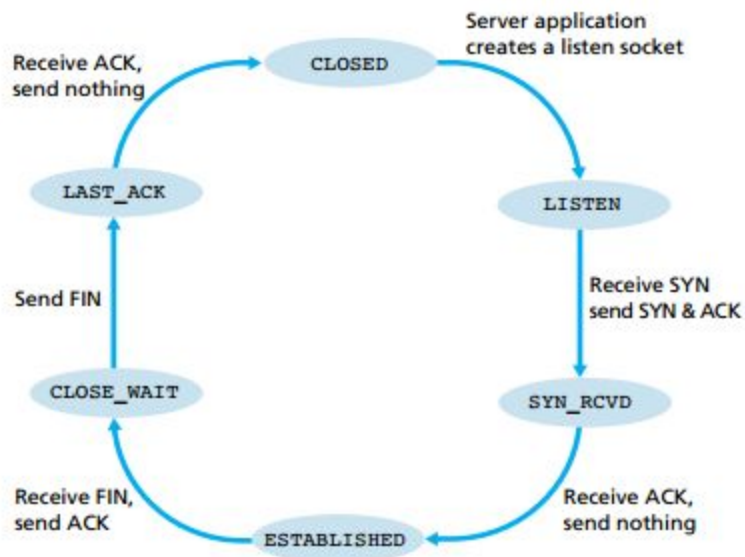 Server application
creates a listen socket
Receive ACK,
send nothing
CLOSED
LAST_ACK
LISTEN
Send FIN
Receive SYN
send SYN & ACK
CLOSE_WAIT
SYN_RCVD
Receive FIN,
send ACK
Receive ACK,
send nothing
ESTABLISHED